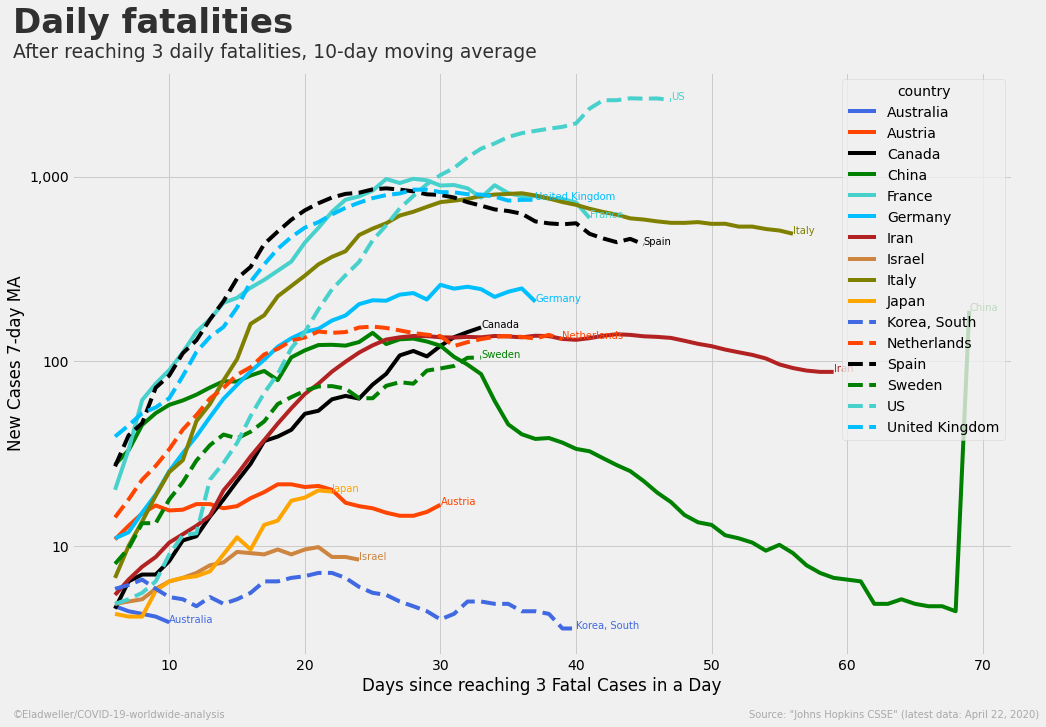 Daily fatalities
After reaching 3 daily fatalities, 10-day moving average
New Cases 7-day MA
1,000
100
10
10
20
30
40
50
60
70
Days since reaching 3 Fatal Cases in a Day
US
United Kingdom
France
Italy
Spain
Germany
China
Canada
Netherlands
Sweden
Iran
Japan
Austria
Israel
Australia
Korea, South
country
Australia
Austria
Canada
China
France
Germany
Iran
Israel
Italy
Japan
Korea, South
Netherlands
Spain
Sweden
US
United Kingdom
©Eladweller/COVID-19-worldwide-analysis
Source: "Johns Hopkins CSSE" (latest data: April 22, 2020)